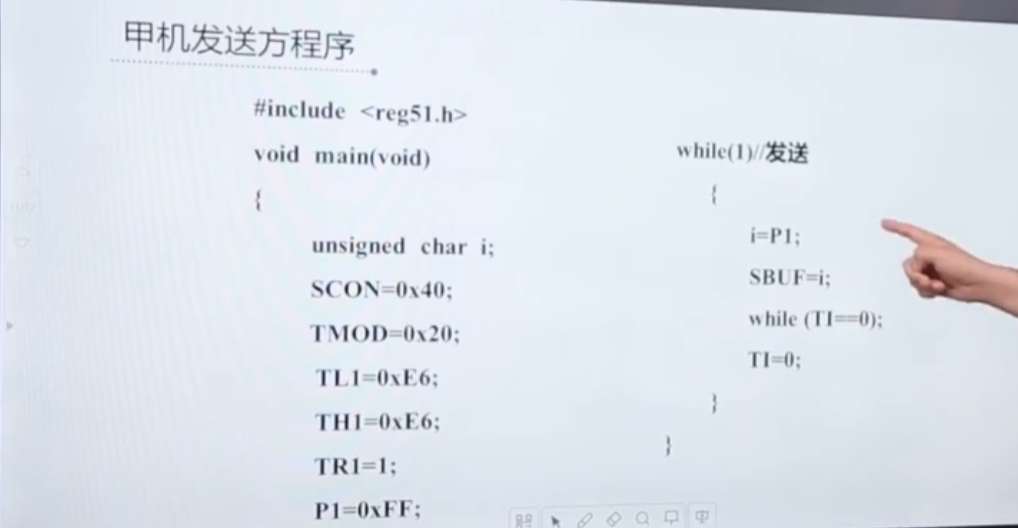 甲机发送方程序
#include <reg51.h>
void main(void)
{
unsigned char i;
SCON=0x40;
TMOD=0x20;
TL1=0xE6;
TH1=0xE6;
TR1=1;
P1=0xFF;
while(1)//发送
{
i=P1;
SBUF=i;
while (TI==0);
TI=0;
}
}
中